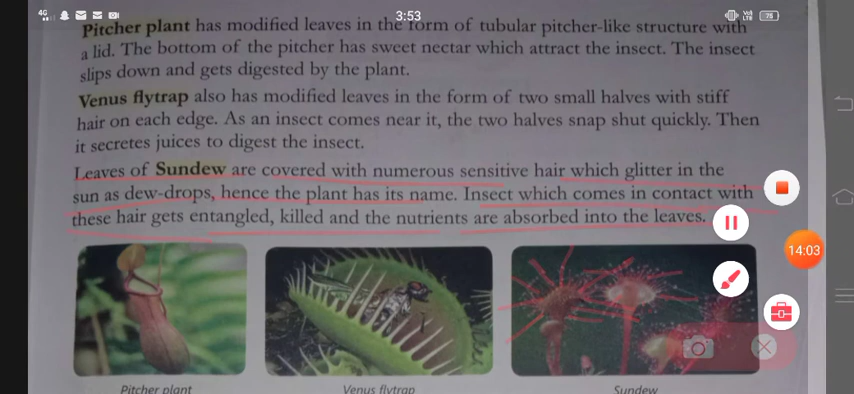 4G
3:53
Vo)
LTE
75
Pitcher plant has modified leaves in the form of tubular pitcher-like structure with
a lid. The bottom of the pitcher has sweet nectar which attract the insect. The insect
slips down and gets digested by the plant.
Venus flytrap also has modified leaves in the form of two small halves with stiff
hair on each edge. As an insect comes near it, the two halves snap shut quickly. Then
it secretes juices to digest the insect.
Leaves of Sundew are covered with numerous sensitive hair which glitter in the
sun as dew-drops, hence the plant has its name. Insect which comes in contact with
these hair gets entangled, killed and the nutrients are absorbed into the leaves.
14:03
Pitcher plant
Venus flytrap
Sundew